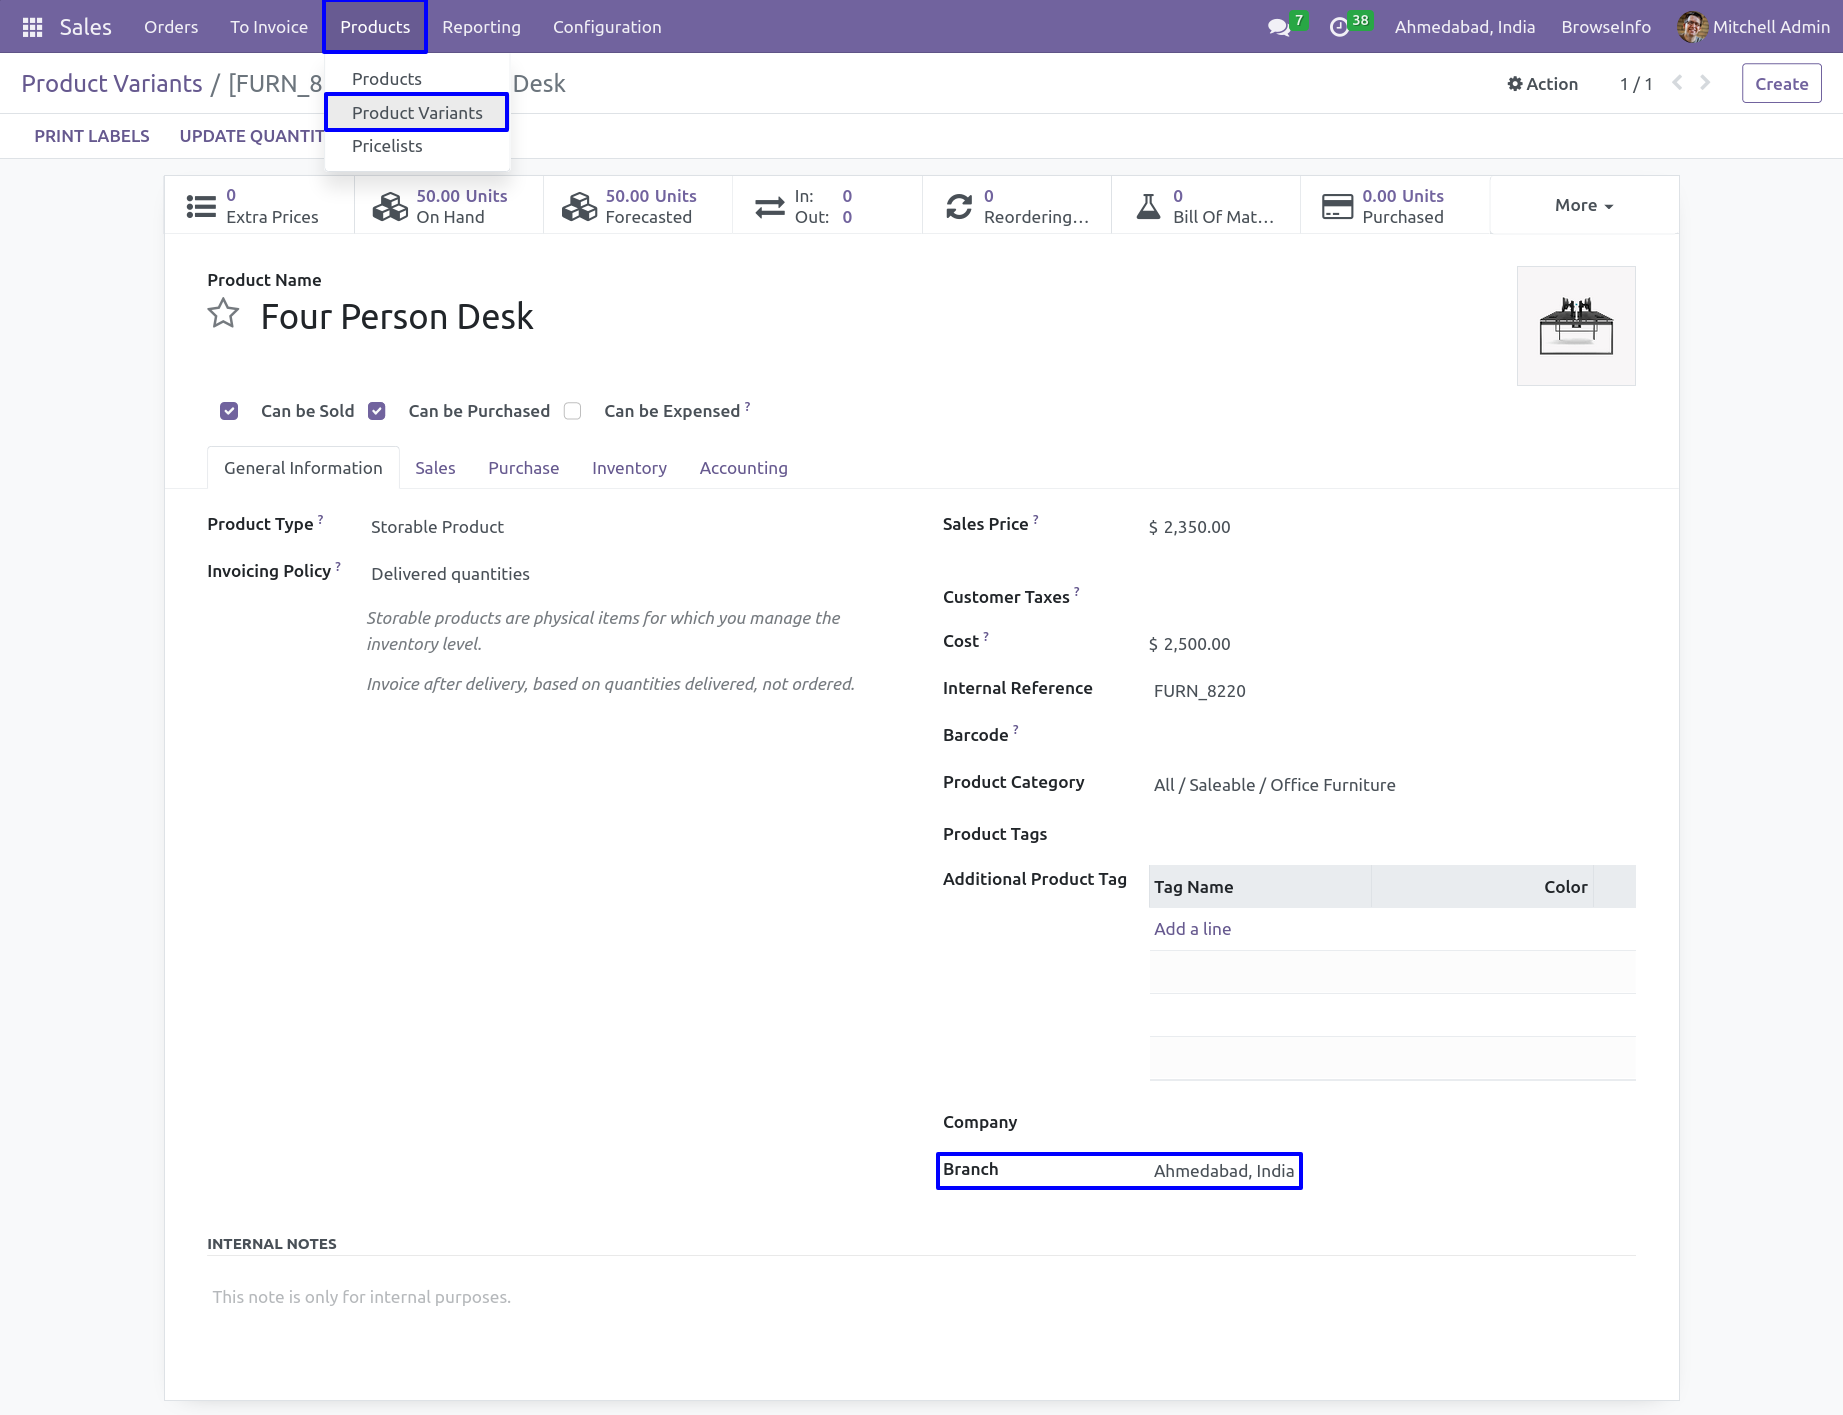 Sales Orders To Invoice Products Reporting Configuration 7 38 Ahmedabad, India BrowseInfo Mitchell Admin
Products
Product Variants
Pricelists
Product Variants / [FURN_8 Desk Action 1 / 1 Create
PRINT LABELS UPDATE QUANTIT
0 Extra Prices
50.00 Units On Hand
50.00 Units Forecasted
In: 0
Out: 0
0 Reordering...
0 Bill Of Mat...
0.00 Units Purchased
More
Product Name
Four Person Desk
Can be Sold Can be Purchased Can be Expensed ?
General Information Sales Purchase Inventory Accounting
Product Type ? Storable Product
Invoicing Policy ? Delivered quantities
Storable products are physical items for which you manage the
inventory level.
Invoice after delivery, based on quantities delivered, not ordered.
Sales Price ? $ 2,350.00
Customer Taxes ?
Cost ? $ 2,500.00
Internal Reference FURN_8220
Barcode ?
Product Category All / Saleable / Office Furniture
Product Tags
Additional Product Tag Tag Name Color
Add a line
Company
Branch Ahmedabad, India
INTERNAL NOTES
This note is only for internal purposes.